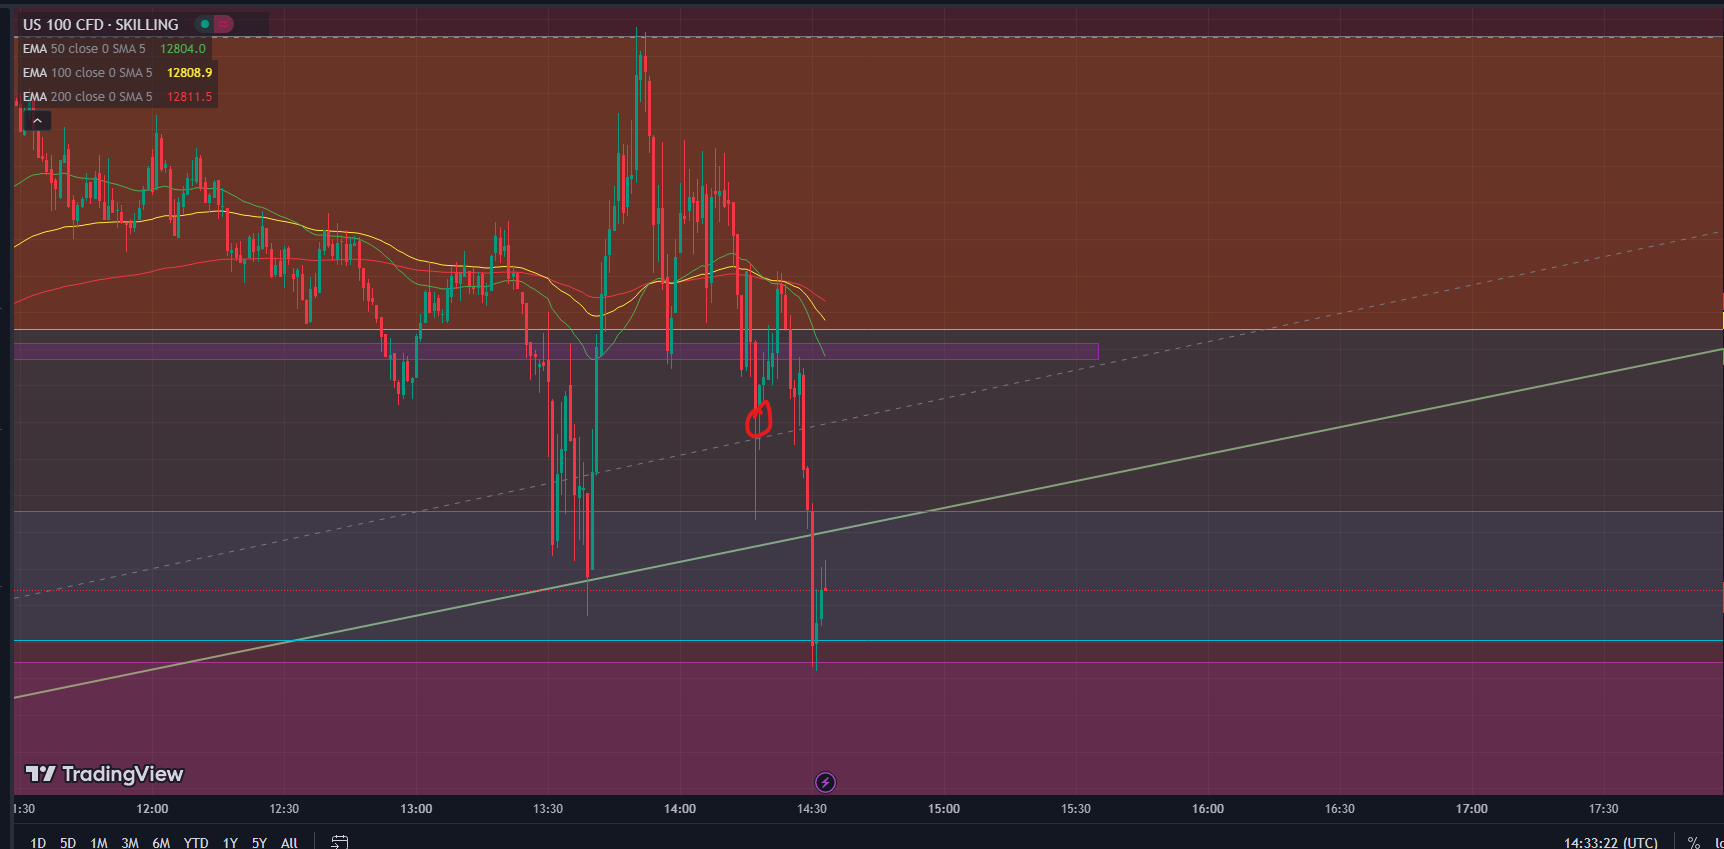 US 100 CFD · SKILLING
EMA 50 close 0 SMA 5 12804.0
EMA 100 close 0 SMA 5 12808.9
EMA 200 close 0 SMA 5 12811.5
TradingView
1:30 12:00 12:30 13:00 13:30 14:00 14:30 15:00 15:30 16:00 16:30 17:00 17:30
1D 5D 1M 3M 6M YTD 1Y 5Y All 14:33:22 (UTC) %